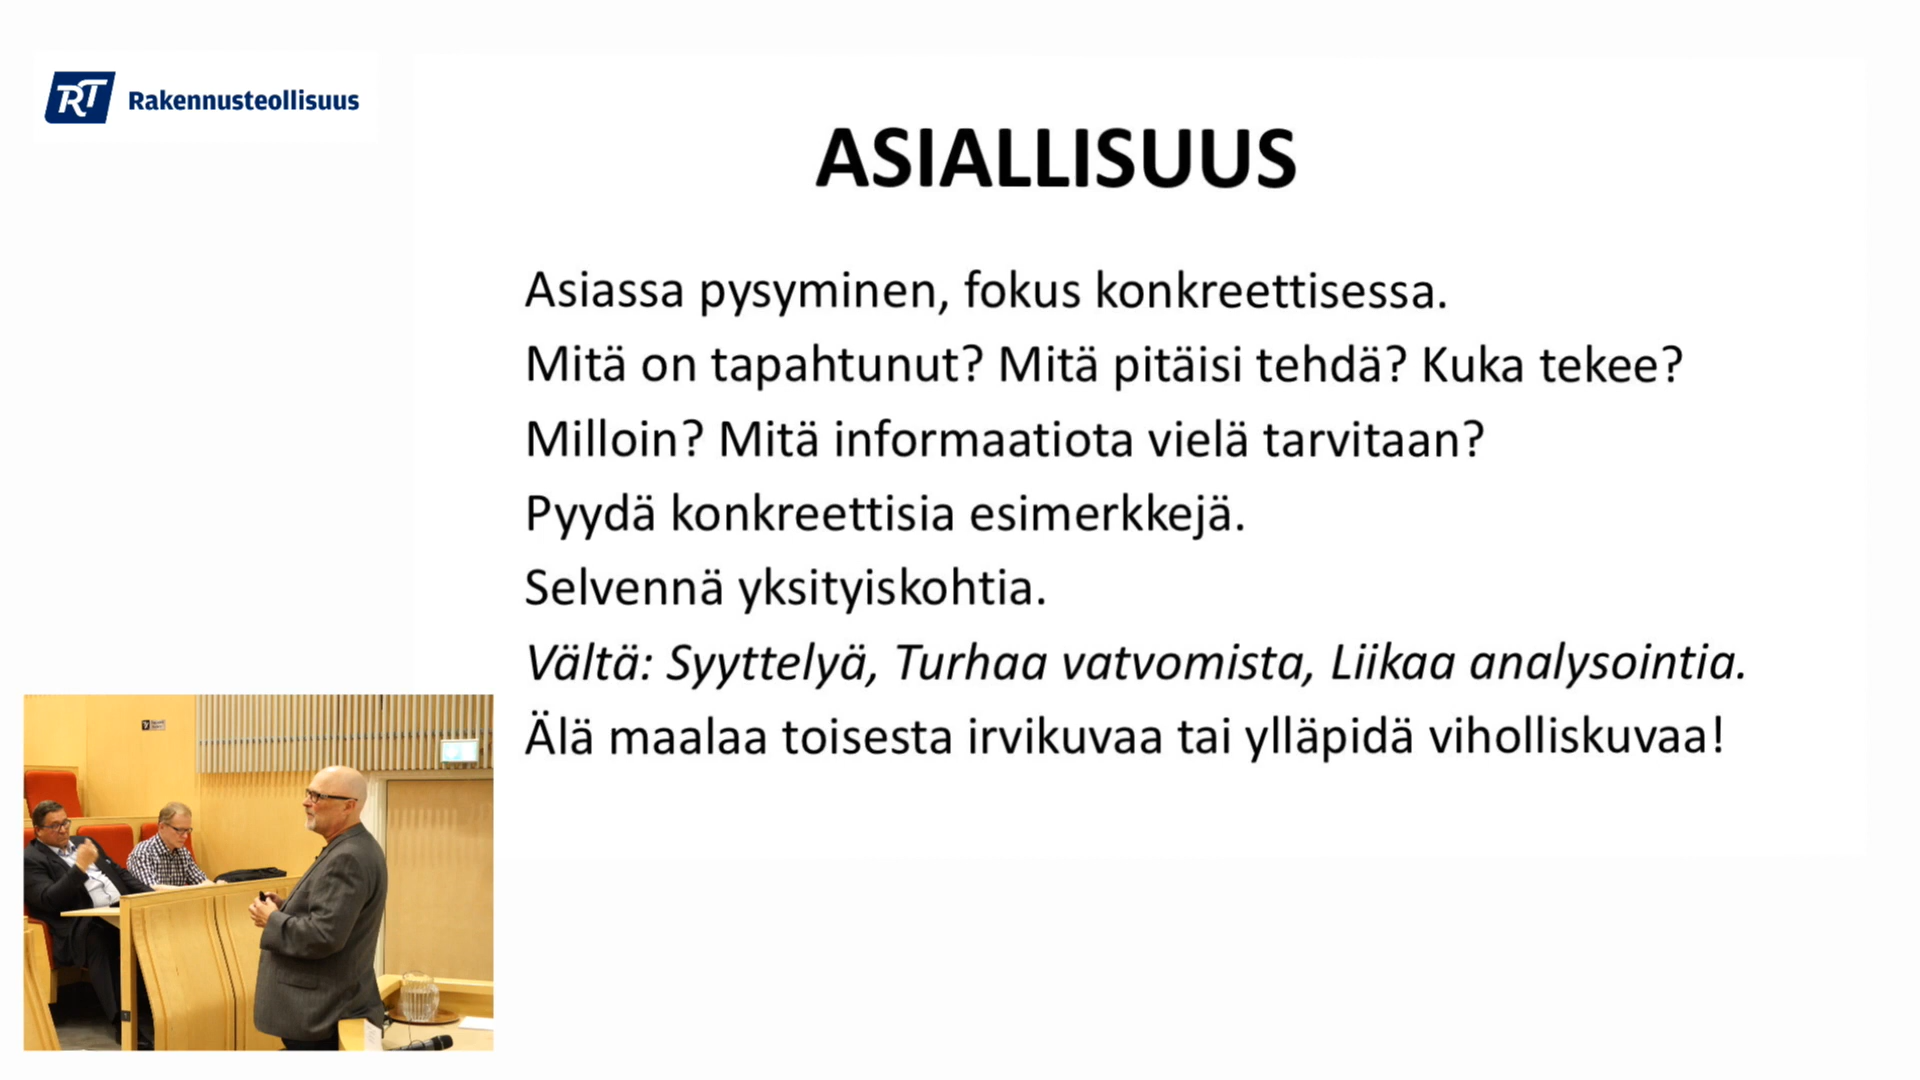 RT Rakennusteollisuus
ASIALLISUUS
Asiassa pysyminen, fokus konkreettisessa.
Mitä on tapahtunut? Mitä pitäisi tehdä? Kuka tekee?
Milloin? Mitä informaatiota vielä tarvitaan?
Pyydä konkreettisia esimerkkejä.
Selvennä yksityiskohtia.
Vältä: Syyttelyä, Turhaa vatvomista, Liikaa analysointia.
Älä maalaa toisesta irvikuvaa tai ylläpidä viholliskuvaa!